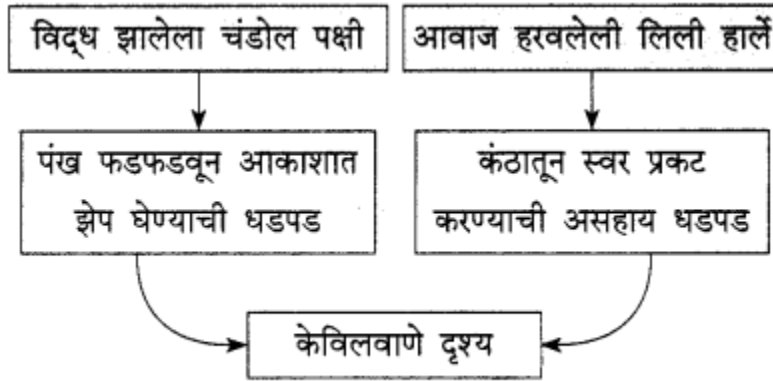 विद्ध झालेला चंडोल पक्षी
आवाज हरवलेली लिली हार्ले
पंख फडफडवून आकाशात
झेप घेण्याची धडपड
कंठातून स्वर प्रकट
करण्याची असहाय धडपड
केविलवाणे दृश्य